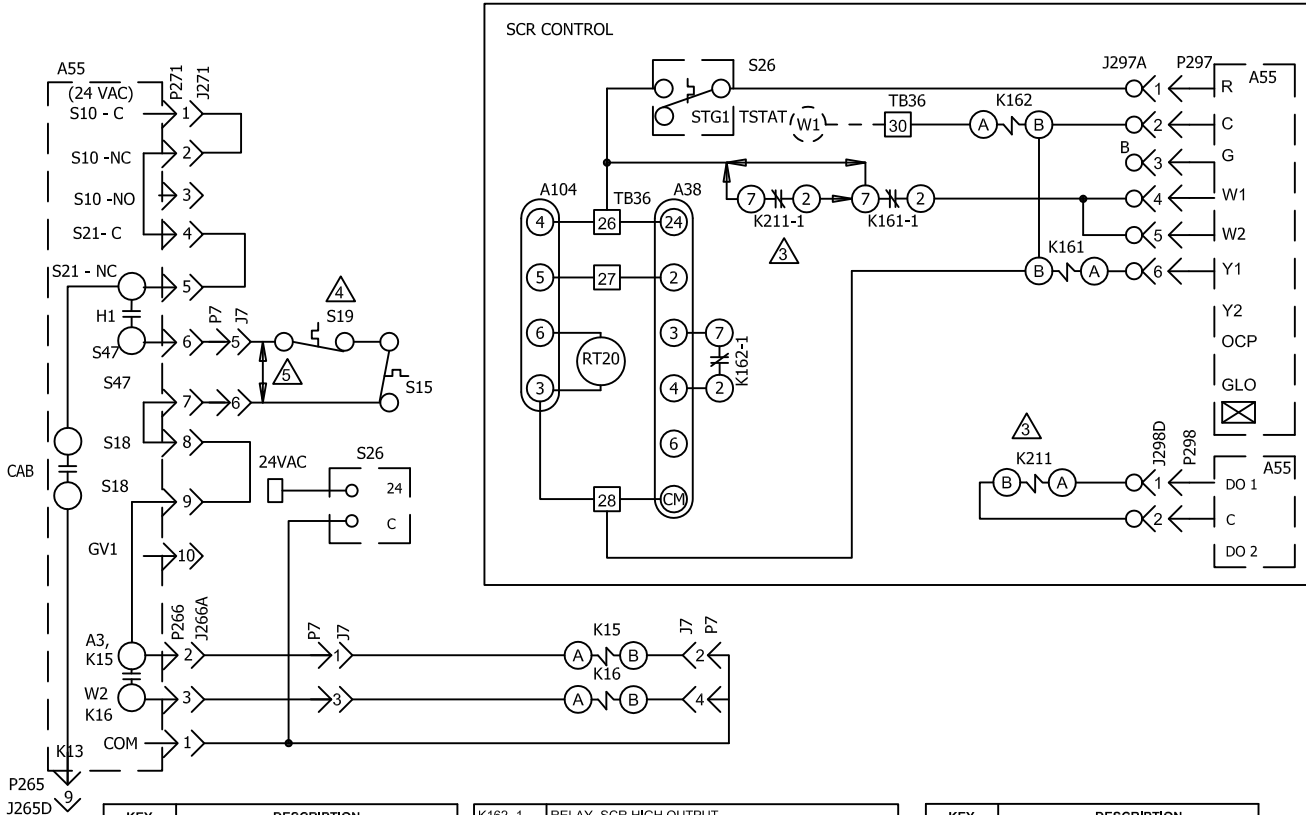 SCR CONTROL
A55
(24 VAC)
P271
J271
S10 - C
1
S10 -NC
2
S10 -NO
3
S21- C
4
S21 - NC
5
H1
S47
6
P7
J7
5
S19
4
5
S15
S47
7
6
S18
8
CAB
S18
9
24VAC
S26
24
C
GV1
10
P266
J266A
A3,
K15
2
P7
J7
1
K15
A
B
J7
P7
2
W2
K16
3
3
K16
A
B
4
COM
1
K13
P265
J265D
9
S26
STG1
TSTAT
W1
TB36
30
K162
A
B
J297A
P297
A55
1
R
2
C
B
3
G
4
W1
5
W2
6
Y1
Y2
OCP
GLO
7
2
K211-1
3
7
2
K161-1
K161
B
A
A104
TB36
A38
4
26
24
5
27
2
6
RT20
3
7
K162-1
3
4
2
6
28
CM
3
K211
B
A
J298D
P298
A55
1
DO 1
2
C
DO 2
KEY
DESCRIPTION
K162-1
RELAY, SCR HIGH OUTPUT
KEY
DESCRIPTION